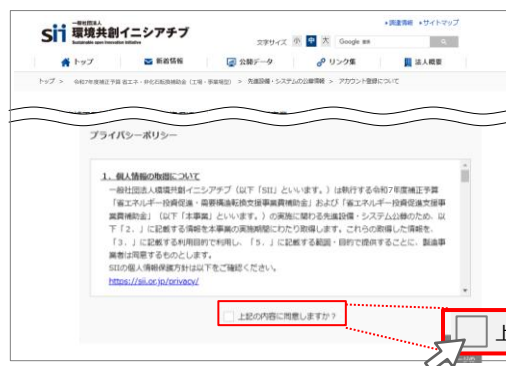 一般社団法人
sii 環境共創イニシアチブ
Sustainable open Innovation Initiative
▸調達情報 ▸サイトマップ
文字サイズ 小 中 大 Google 検索
トップ 新着情報 公開データ リンク集 法人概要
トップ > 令和7年度補正予算 省エネ・非化石転換補助金(工場・事業場型) > 先進設備・システムの公募情報 > アカウント登録について
プライバシーポリシー
1.個人情報の取扱について
一般社団法人環境共創イニシアチブ(以下「SII」といいます。)は執行する令和7年度補正予算
「省エネルギー投資促進・需要構造転換支援事業費補助金」および「省エネルギー投資促進支援事
業費補助金」(以下「本事業」といいます。)の実施に関わる先進設備・システム公募のため、以
下「2.」に記載する情報を本事業の実施期間にわたり取得します。これらの取得した情報を、
「3.」に記載する利用目的で利用し、「5.」に記載する範囲・目的で提供することに、製造事
業者は同意するものとします。
SIIの個人情報保護方針は以下をご確認ください。
https://sii.or.jp/privacy/
上記の内容に同意しますか?
上